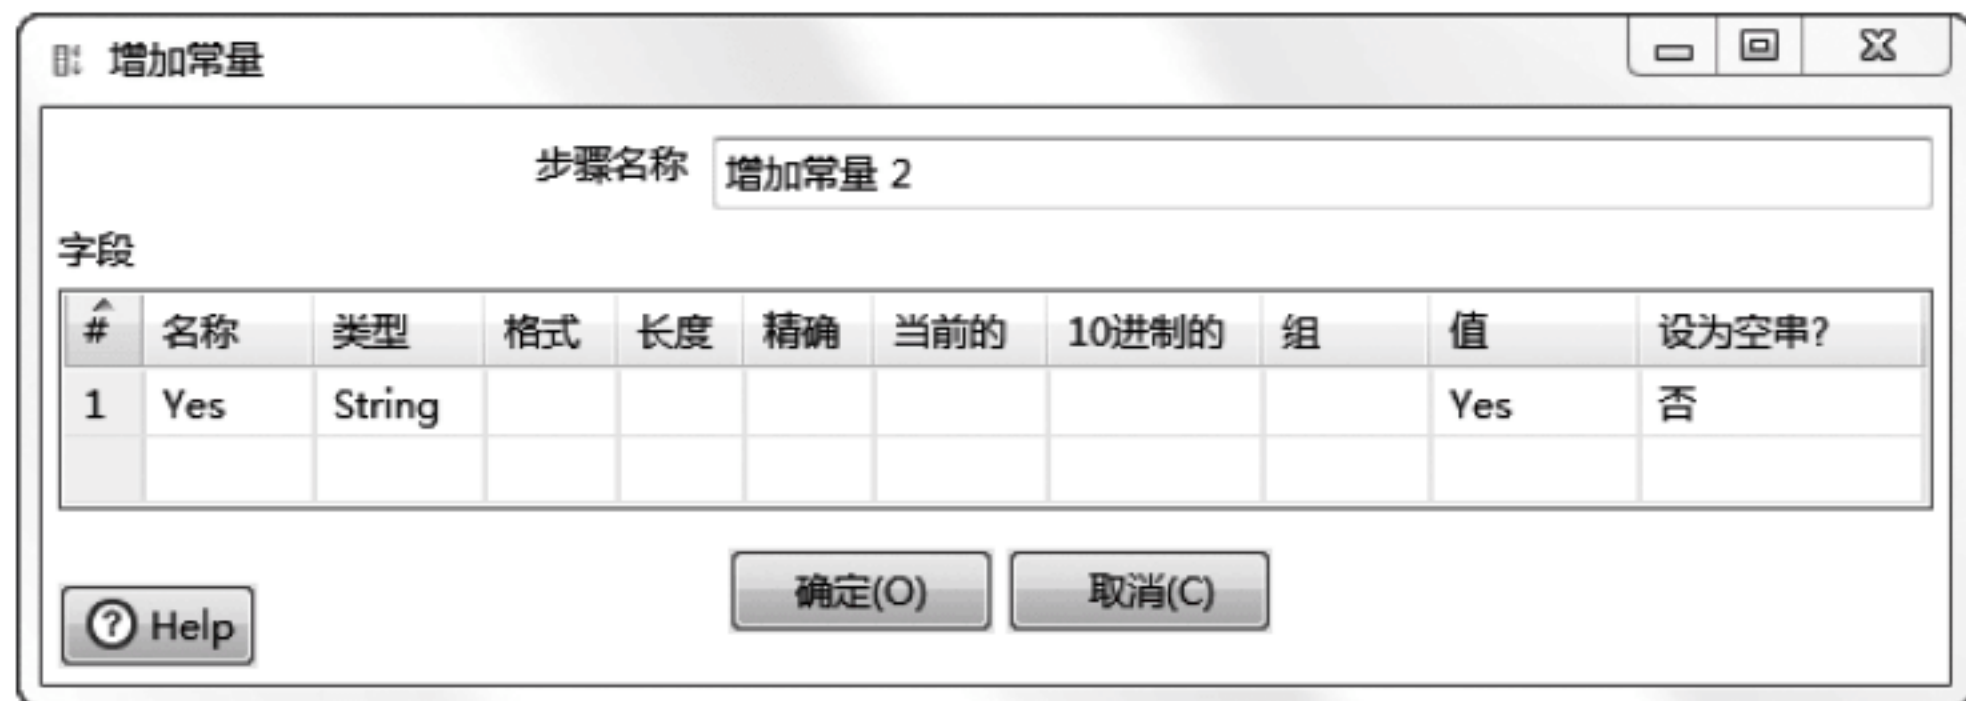 增加常量
步骤名称 增加常量 2
字段
# 名称 类型 格式 长度 精确 当前的 10进制的 组 值 设为空串?
1 Yes String Yes 否
确定(O) 取消(C)
Help